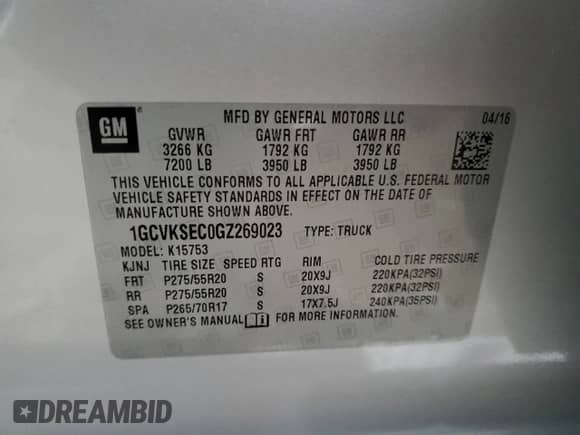 GM
MFD BY GENERAL MOTORS LLC 04/16
GVWR GAWR FRT GAWR RR
3266 KG 1792 KG 1792 KG
7200 LB 3950 LB 3950 LB
THIS VEHICLE CONFORMS TO ALL APPLICABLE U.S. FEDERAL MOTOR
VEHICLE SAFETY STANDARDS IN EFFECT ON THE DATE OF
MANUFACTURE SHOWN ABOVE.
1GCVKSEC0GZ269023 TYPE: TRUCK
MODEL: K15753
KJNJ TIRE SIZE SPEED RTG RIM COLD TIRE PRESSURE
FRT P275/55R20 S 20X9J 220KPA(32PSI)
RR P275/55R20 S 20X9J 220KPA(32PSI)
SPA P265/70R17 S 17X7.5J 240KPA(35PSI)
SEE OWNER'S MANUAL FOR MORE INFORMATION.
DREAMBID